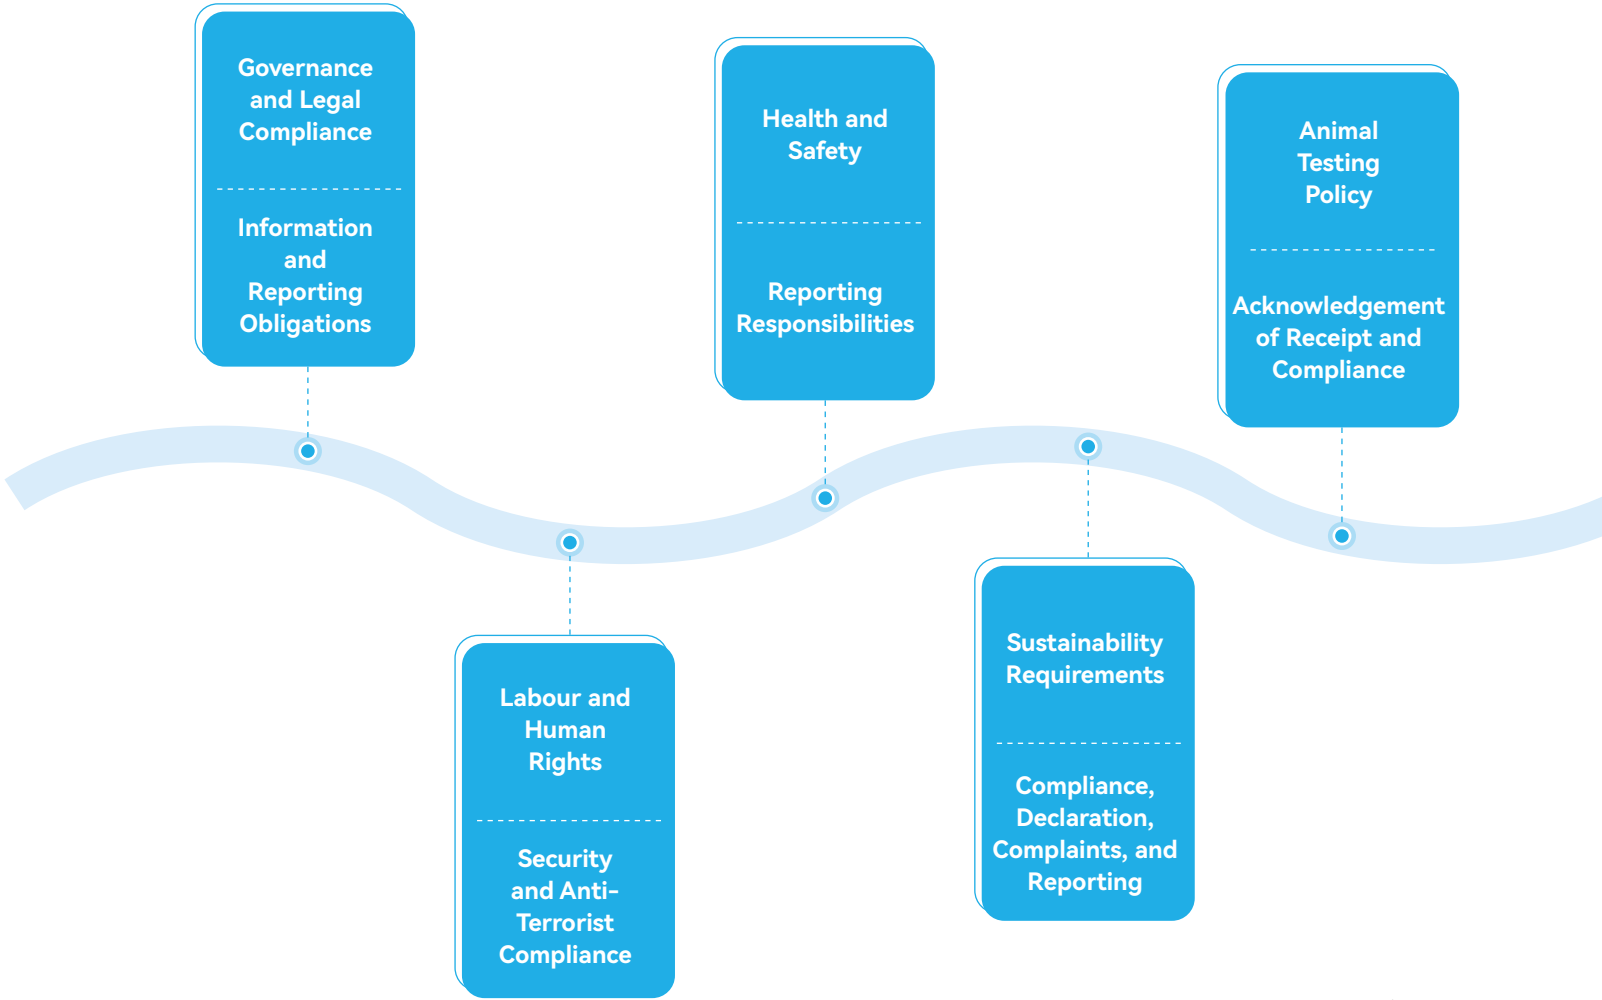 Governance
and Legal
Compliance
Information
and
Reporting
Obligations
Labour and
Human
Rights
Security
and Anti-
Terrorist
Compliance
Health and
Safety
Reporting
Responsibilities
Sustainability
Requirements
Compliance,
Declaration,
Complaints, and
Reporting
Animal
Testing
Policy
Acknowledgement
of Receipt and
Compliance